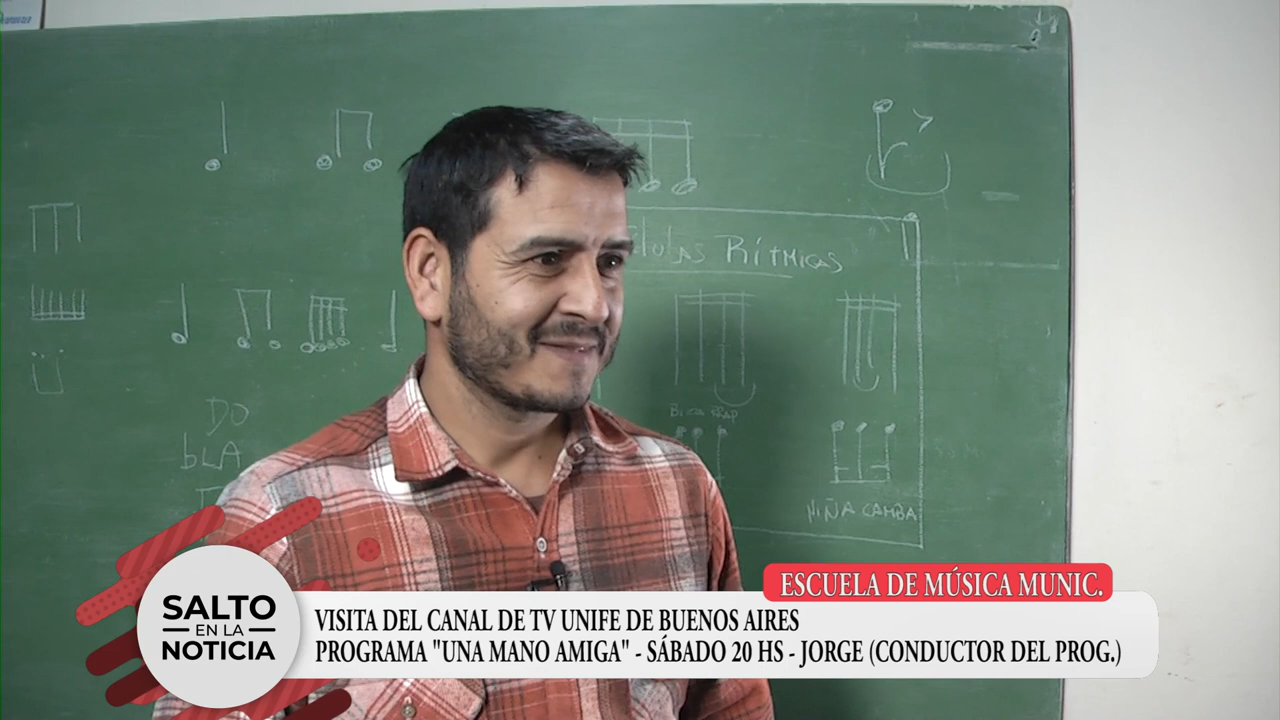 RÍTMICAS
DO
bLA
NIÑA CAMBA
ESCUELA DE MÚSICA MUNIC.
SALTO
EN LA
NOTICIA
VISITA DEL CANAL DE TV UNIFE DE BUENOS AIRES
PROGRAMA "UNA MANO AMIGA" - SÁBADO 20 HS - JORGE (CONDUCTOR DEL PROG.)